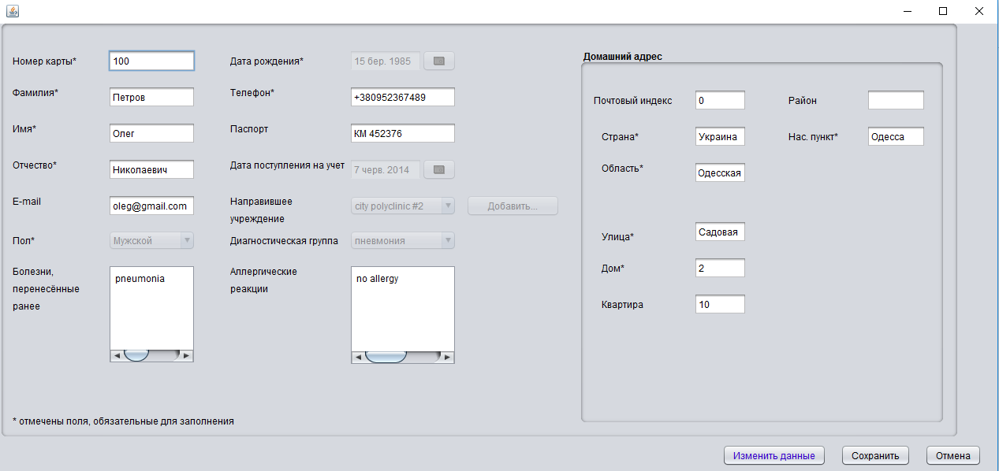 Номер карты*
100
Дата рождения*
15 бер. 1985
Фамилия*
Петров
Телефон*
+380952367489
Имя*
Олег
Паспорт
КМ 452376
Отчество*
Николаевич
Дата поступления на учет
7 черв. 2014
E-mail
oleg@gmail.com
Направившее
учреждение
city polyclinic #2
Добавить...
Пол*
Мужской
Диагностическая группа
пневмония
Болезни,
перенесённые
ранее
pneumonia
Аллергические
реакции
no allergy
* отмечены поля, обязательные для заполнения
Домашний адрес
Почтовый индекс
0
Район
Страна*
Украина
Нас. пункт*
Одесса
Область*
Одесская
Улица*
Садовая
Дом*
2
Квартира
10
Изменить данные
Сохранить
Отмена